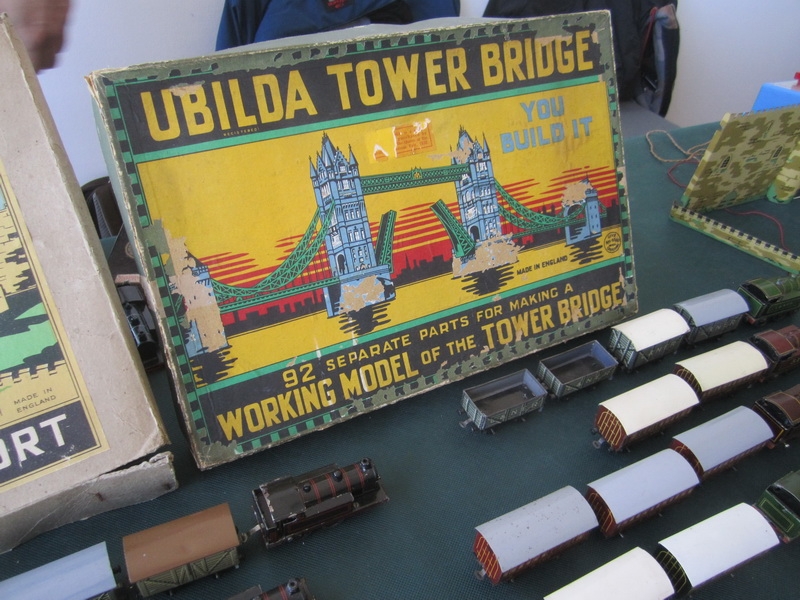 UBILDA TOWER BRIDGE
REGISTERED
YOU
BUILD IT
MADE IN ENGLAND
92 SEPARATE PARTS FOR MAKING A
WORKING MODEL OF THE TOWER BRIDGE
MADE IN
ENGLAND
ORT